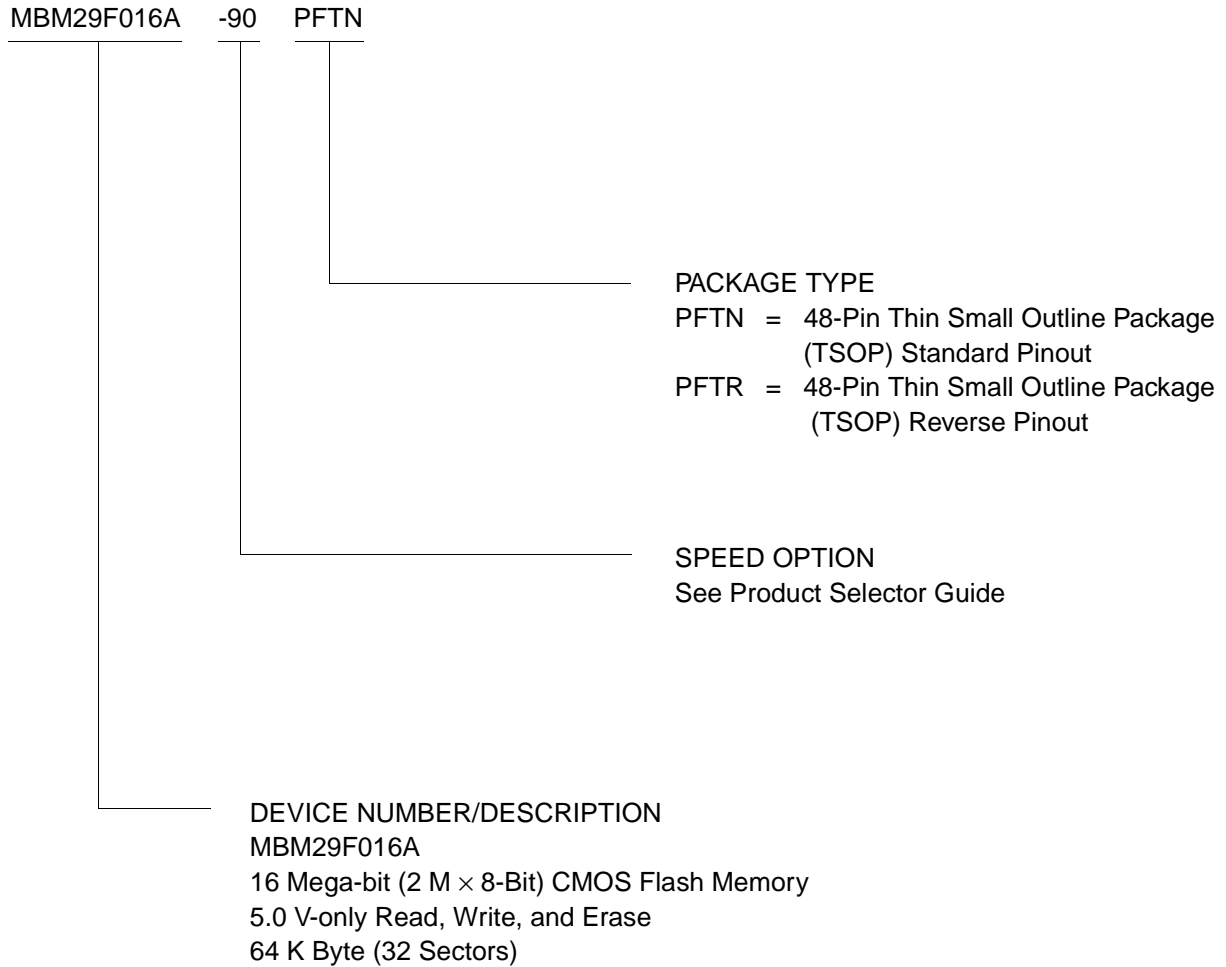 MBM29F016A -90 PFTN
PACKAGE TYPE
PFTN = 48-Pin Thin Small Outline Package
(TSOP) Standard Pinout
PFTR = 48-Pin Thin Small Outline Package
(TSOP) Reverse Pinout
SPEED OPTION
See Product Selector Guide
DEVICE NUMBER/DESCRIPTION
MBM29F016A
16 Mega-bit (2 M × 8-Bit) CMOS Flash Memory
5.0 V-only Read, Write, and Erase
64 K Byte (32 Sectors)